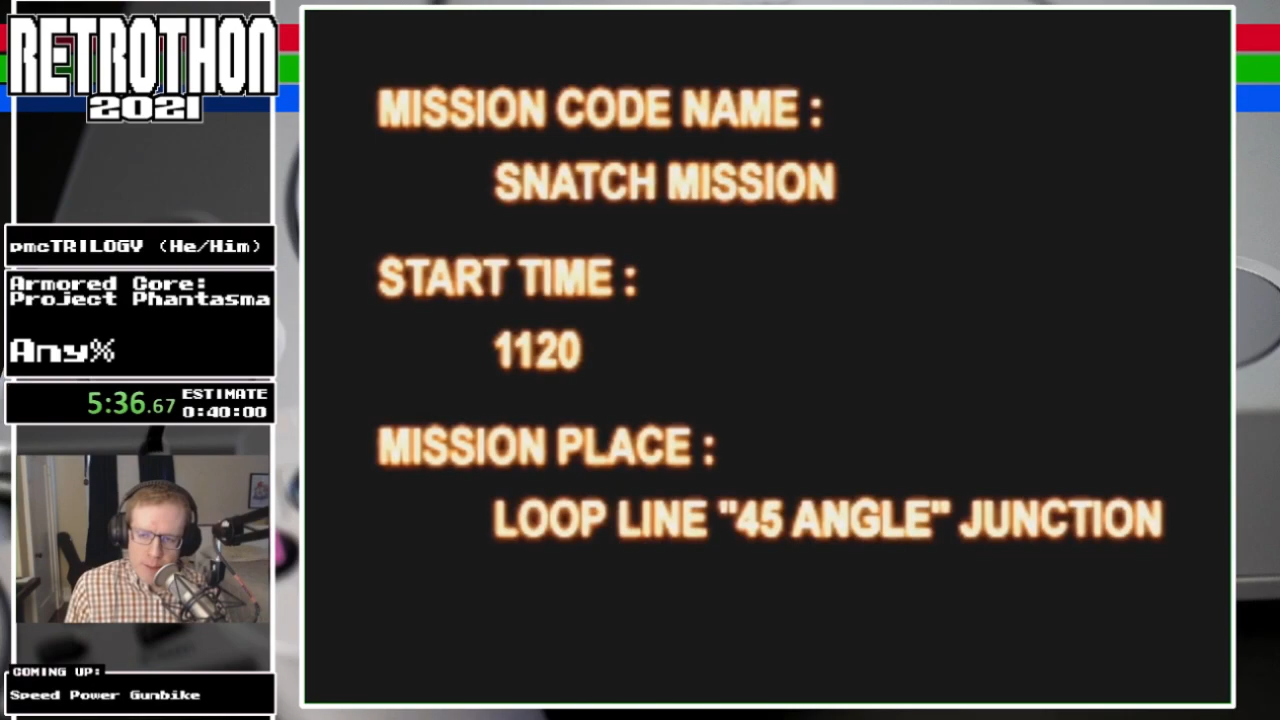 RETROTHON
2021
pmcTRILOGY (He/Him)
Armored Core:
Project Phantasma
Any%
5:36.67
ESTIMATE
0:40:00
COMING UP:
Speed Power Gunbike
MISSION CODE NAME :
SNATCH MISSION
START TIME :
1120
MISSION PLACE :
LOOP LINE "45 ANGLE" JUNCTION